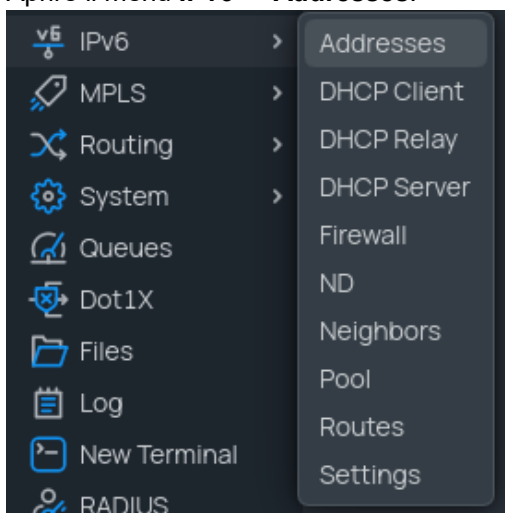 IPv6
MPLS
Routing
System
Queues
Dot1X
Files
Log
New Terminal
RADIUS
Addresses
DHCP Client
DHCP Relay
DHCP Server
Firewall
ND
Neighbors
Pool
Routes
Settings